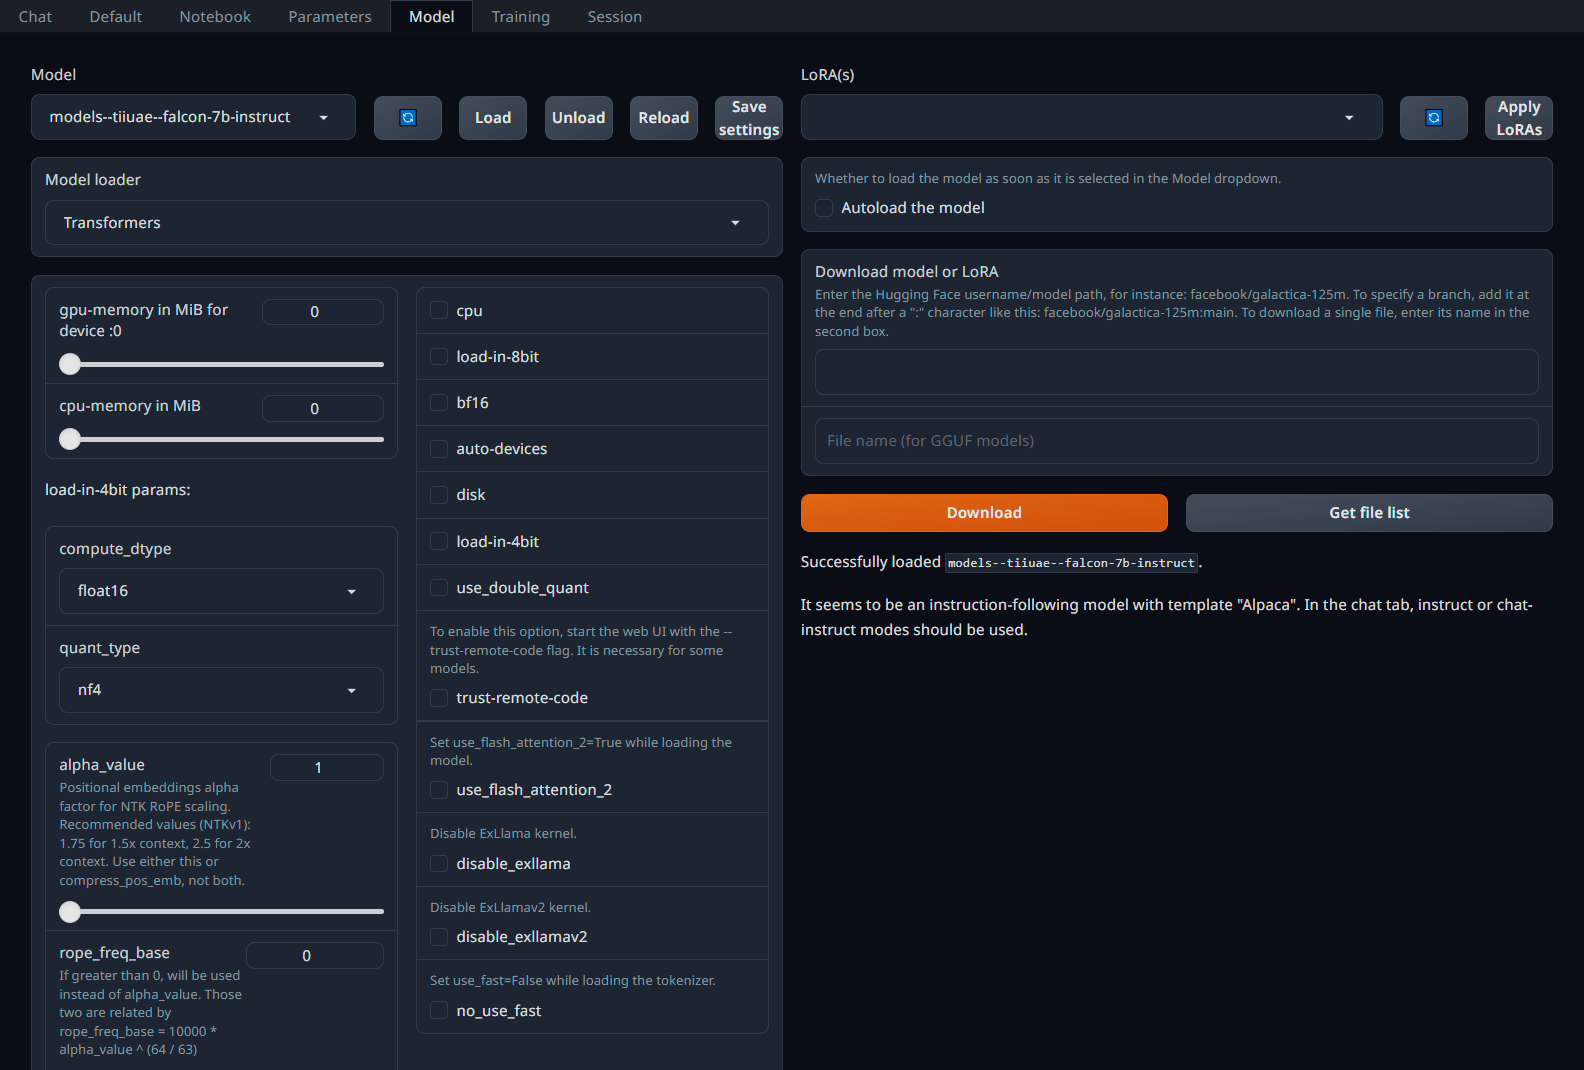 Chat Default Notebook Parameters Model Training Session
Model
models--tiiuae--falcon-7b-instruct
Load
Unload
Reload
Save
settings
Model loader
Transformers
gpu-memory in MiB for
device :0
0
cpu-memory in MiB
0
load-in-4bit params:
compute_dtype
float16
quant_type
nf4
alpha_value
1
Positional embeddings alpha
factor for NTK RoPE scaling.
Recommended values (NTKv1):
1.75 for 1.5x context, 2.5 for 2x
context. Use either this or
compress_pos_emb, not both.
rope_freq_base
0
If greater than 0, will be used
instead of alpha_value. Those
two are related by
rope_freq_base = 10000 *
alpha_value ^ (64 / 63)
cpu
load-in-8bit
bf16
auto-devices
disk
load-in-4bit
use_double_quant
To enable this option, start the web UI with the --
trust-remote-code flag. It is necessary for some
models.
trust-remote-code
Set use_flash_attention_2=True while loading the
model.
use_flash_attention_2
Disable ExLlama kernel.
disable_exllama
Disable ExLlamav2 kernel.
disable_exllamav2
Set use_fast=False while loading the tokenizer.
no_use_fast
LoRA(s)
Apply
LoRAs
Whether to load the model as soon as it is selected in the Model dropdown.
Autoload the model
Download model or LoRA
Enter the Hugging Face username/model path, for instance: facebook/galactica-125m. To specify a branch, add it at
the end after a ":" character like this: facebook/galactica-125m:main. To download a single file, enter its name in the
second box.
File name (for GGUF models)
Download
Get file list
Successfully loaded models--tiiuae--falcon-7b-instruct.
It seems to be an instruction-following model with template "Alpaca". In the chat tab, instruct or chat-
instruct modes should be used.